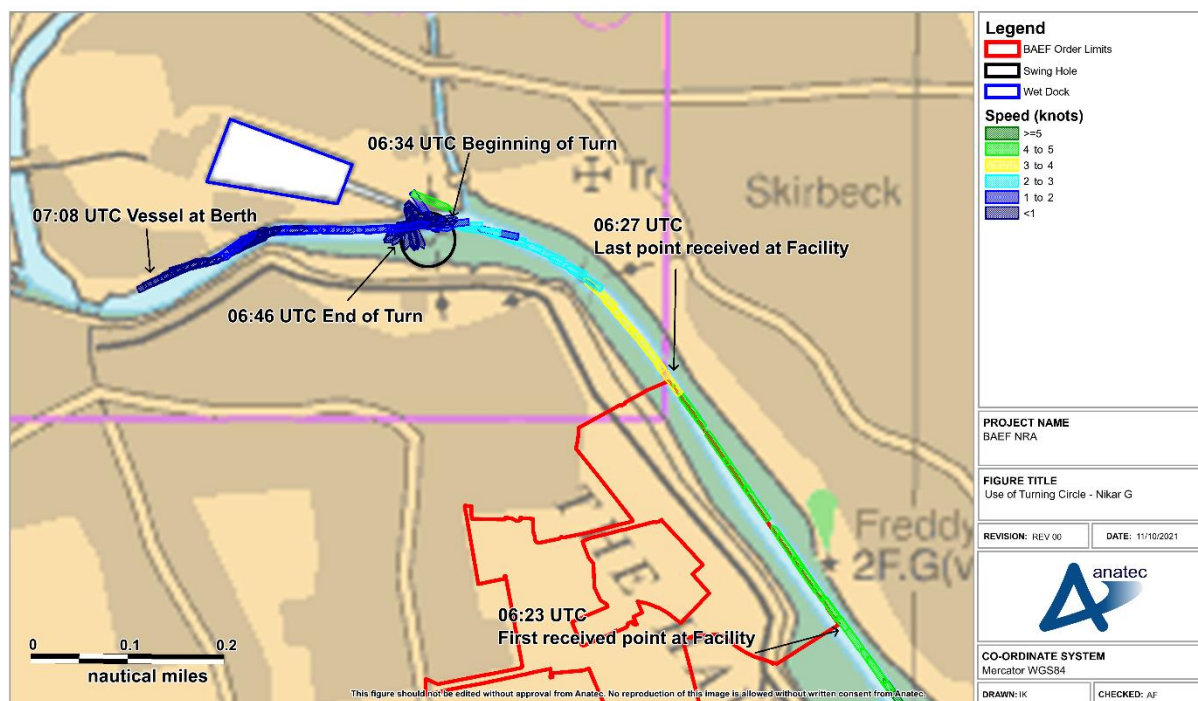 06:34 UTC Beginning of Turn
Tr
Skirbeck
07:08 UTC Vessel at Berth
06:27 UTC
Last point received at Facility
06:46 UTC End of Turn
THE
Freddy
2F.G(v
06:23 UTC
First received point at Facility
0 0.1 0.2
nautical miles
This figure should not be edited without approval from Anatec. No reproduction of this image is allowed without written consent from Anatec.
Legend
BAEF Order Limits
Swing Hole
Wet Dock
Speed (knots)
>=5
4 to 5
3 to 4
2 to 3
1 to 2
<1
PROJECT NAME
BAEF NRA
FIGURE TITLE
Use of Turning Circle - Nikar G
REVISION: REV 00 DATE: 11/10/2021
anatec
CO-ORDINATE SYSTEM
Mercator WGS84
DRAWN: IK CHECKED: AF